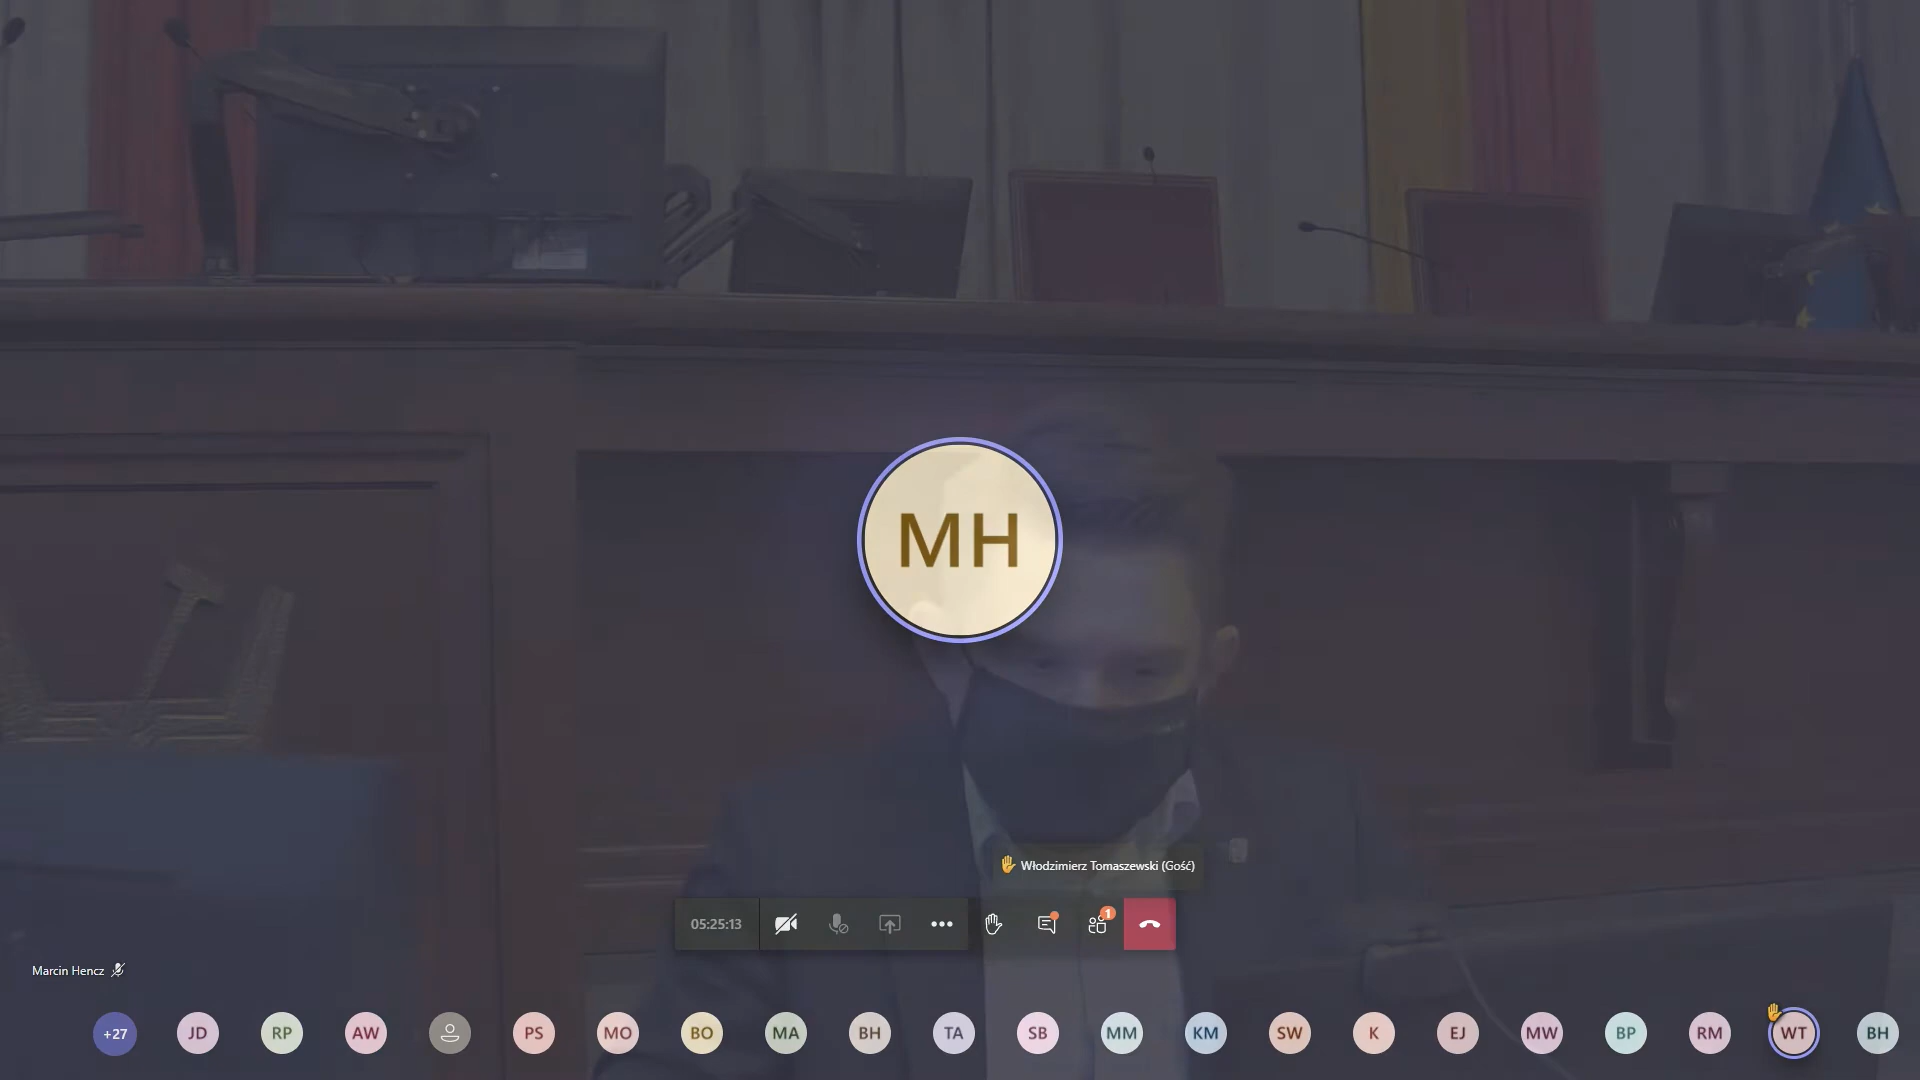 MH
Włodzimierz Tomaszewski (Gość)
05:25:13
1
Marcin Hencz
+27 JD RP AW PS MO BO MA BH TA SB MM KM SW K EJ MW BP RM WT BH